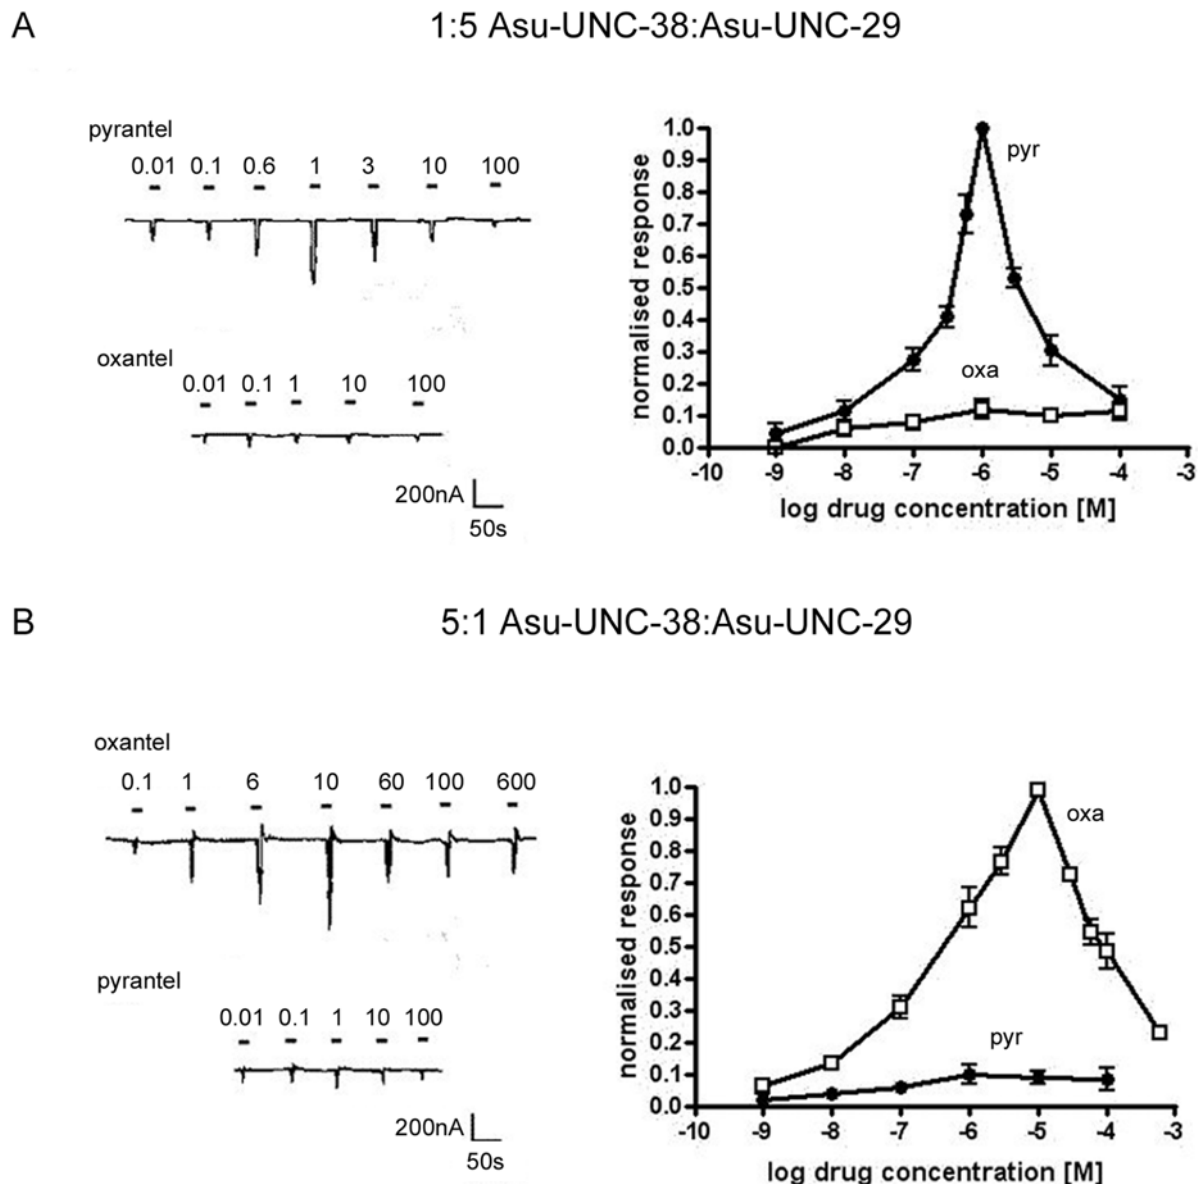 A
1:5 Asu-UNC-38:Asu-UNC-29
pyrantel
0.01 0.1 0.6 1 3 10 100
oxantel
0.01 0.1 1 10 100
200nA
50s
normalised response
1.0
0.9
0.8
0.7
0.6
0.5
0.4
0.3
0.2
0.1
0.0
pyr
oxa
-10 -9 -8 -7 -6 -5 -4 -3
log drug concentration [M]
B
5:1 Asu-UNC-38:Asu-UNC-29
oxantel
0.1 1 6 10 60 100 600
pyrantel
0.01 0.1 1 10 100
200nA
50s
normalised response
1.0
0.9
0.8
0.7
0.6
0.5
0.4
0.3
0.2
0.1
0.0
oxa
pyr
-10 -9 -8 -7 -6 -5 -4 -3
log drug concentration [M]